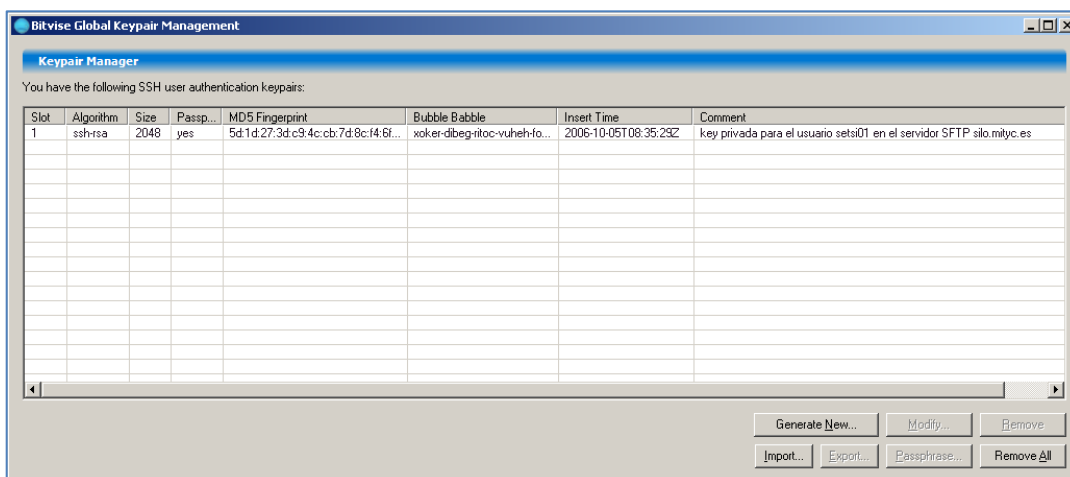 Bitvise Global Keypair Management
Keypair Manager
You have the following SSH user authentication keypairs:
Slot Algorithm Size Passp... MD5 Fingerprint Bubble Babble Insert Time Comment
1 ssh-rsa 2048 yes 5d:1d:27:3d:c9:4c:cb:7d:8c:f4:6f... xoker-dibeg-ritoc-vuheh-fo... 2006-10-05T08:35:29Z key privada para el usuario setsi01 en el servidor SFTP silo.mityc.es
Generate New... Modify... Remove
Import... Export... Passphrase... Remove All